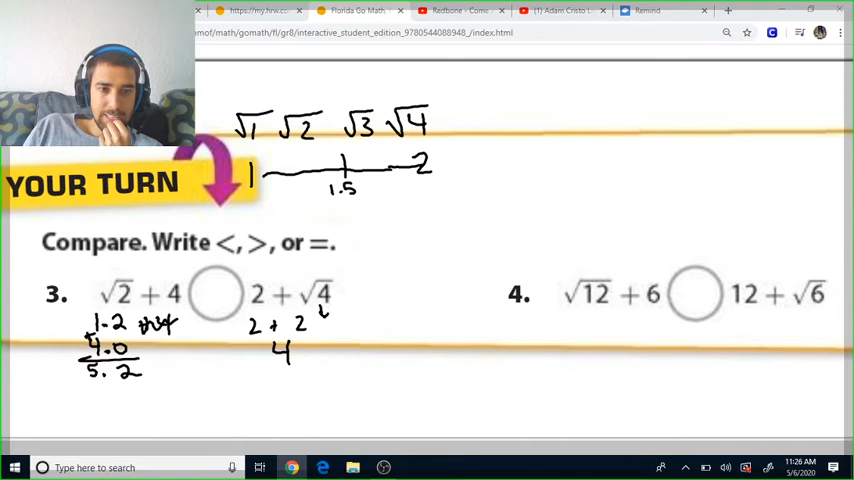 https://my.hrw.co: Florida Go Math, Redbone - Come (1) Adam Cristo Remind
mof/math/gomath/fl/gr8/interactive_student_edition_9780544088948_/index.html
√1 √2 √3 √4
1 2
1.5
YOUR TURN
Compare. Write <, >, or =.
3. √2 + 4 2 + √4 4. √12 + 6 12 + √6
1.2 2 + 2
4.0 4
5.2
Type here to search
11:26 AM
5/6/2020